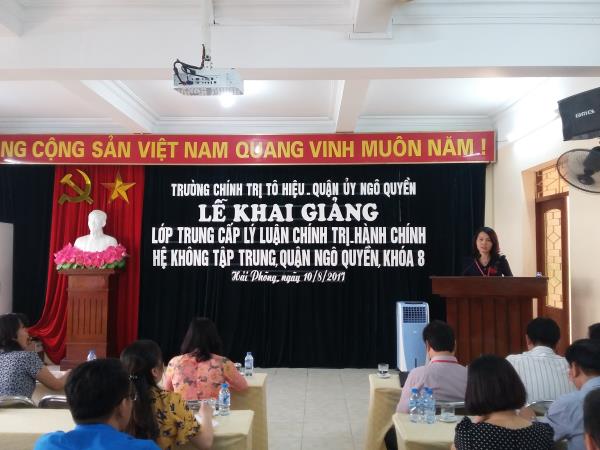 NG CỘNG SẢN VIỆT NAM QUANG VINH MUÔN NĂM !
TRƯỜNG CHÍNH TRỊ TÔ HIỆU - QUẬN ỦY NGÔ QUYỀN
LỄ KHAI GIẢNG
LỚP TRUNG CẤP LÝ LUẬN CHÍNH TRỊ - HÀNH CHÍNH
HỆ KHÔNG TẬP TRUNG, QUẬN NGÔ QUYỀN, KHÓA 8
Hải Phòng, ngày 10/8/2017